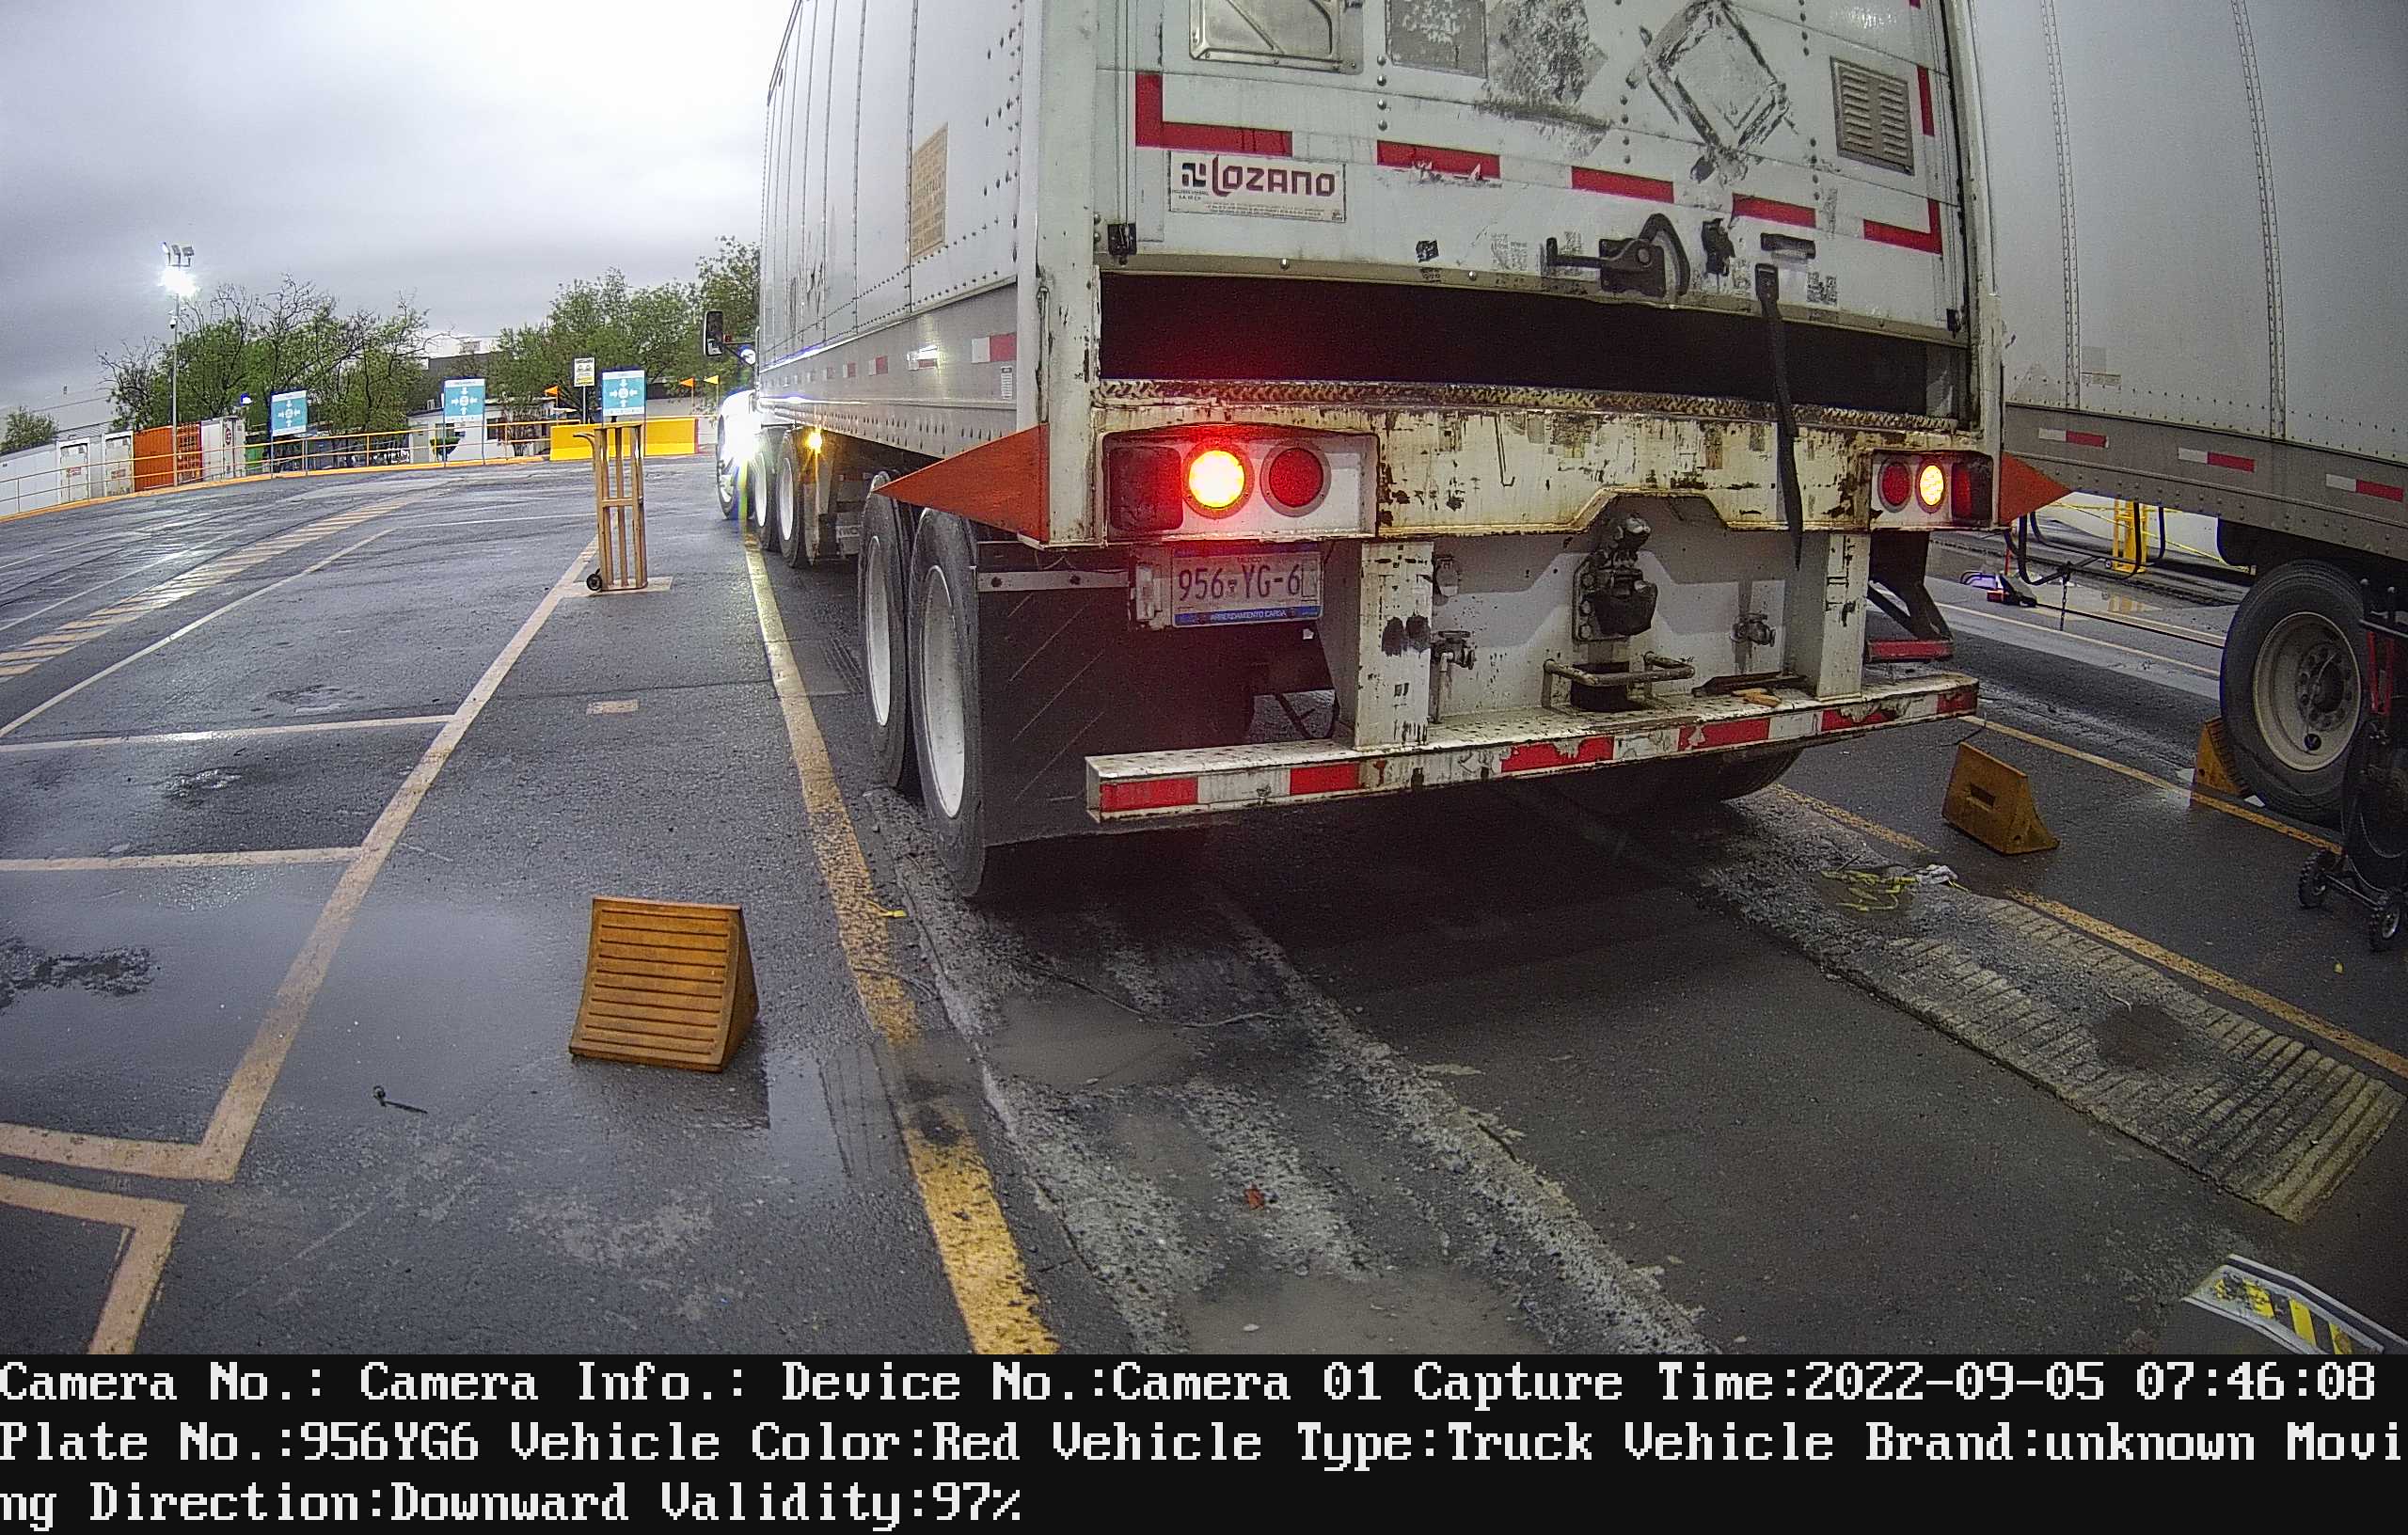 LOZANO
956-YG-6
ARRENDAMIENTO CARGA
Camera No.: Camera Info.: Device No.:Camera 01 Capture Time:2022-09-05 07:46:08
Plate No.:956YG6 Vehicle Color:Red Vehicle Type:Truck Vehicle Brand:unknown Movi
ng Direction:Downward Validity:97%